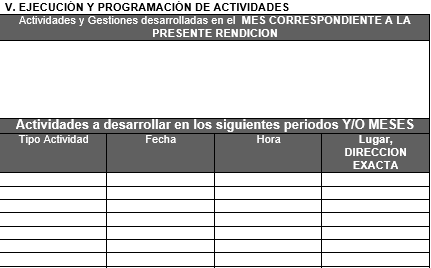 V. EJECUCIÓN Y PROGRAMACIÓN DE ACTIVIDADES
Actividades y Gestiones desarrolladas en el MES CORRESPONDIENTE A LA
PRESENTE RENDICION
Actividades a desarrollar en los siguientes periodos Y/O MESES
Tipo Actividad Fecha Hora Lugar,
DIRECCION
EXACTA